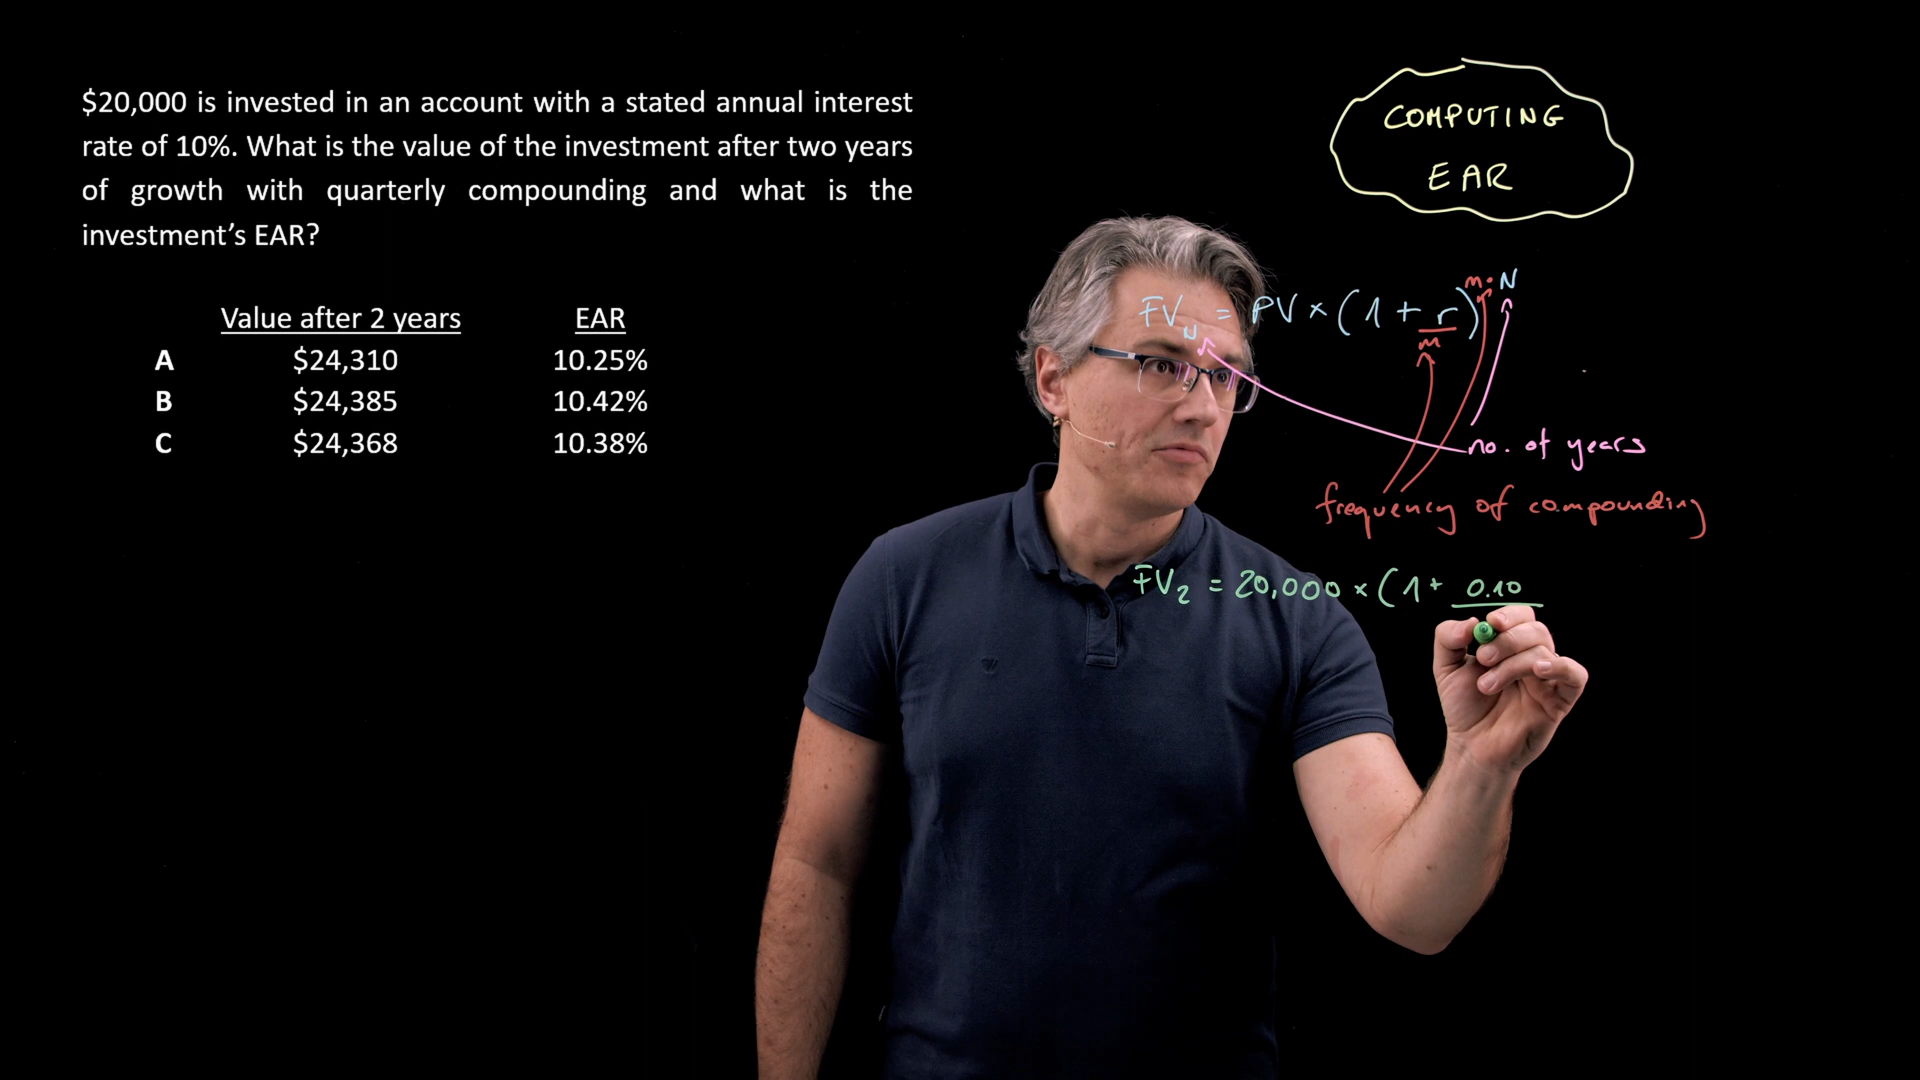 $20,000 is invested in an account with a stated annual interest
rate of 10%. What is the value of the investment after two years
of growth with quarterly compounding and what is the
investment’s EAR?
Value after 2 years EAR
A $24,310 10.25%
B $24,385 10.42%
C $24,368 10.38%
COMPUTING
EAR
FV_N = PV × (1 + r/m)^(m·N)
no. of years
frequency of compounding
FV₂ = 20,000 × (1 + 0.10